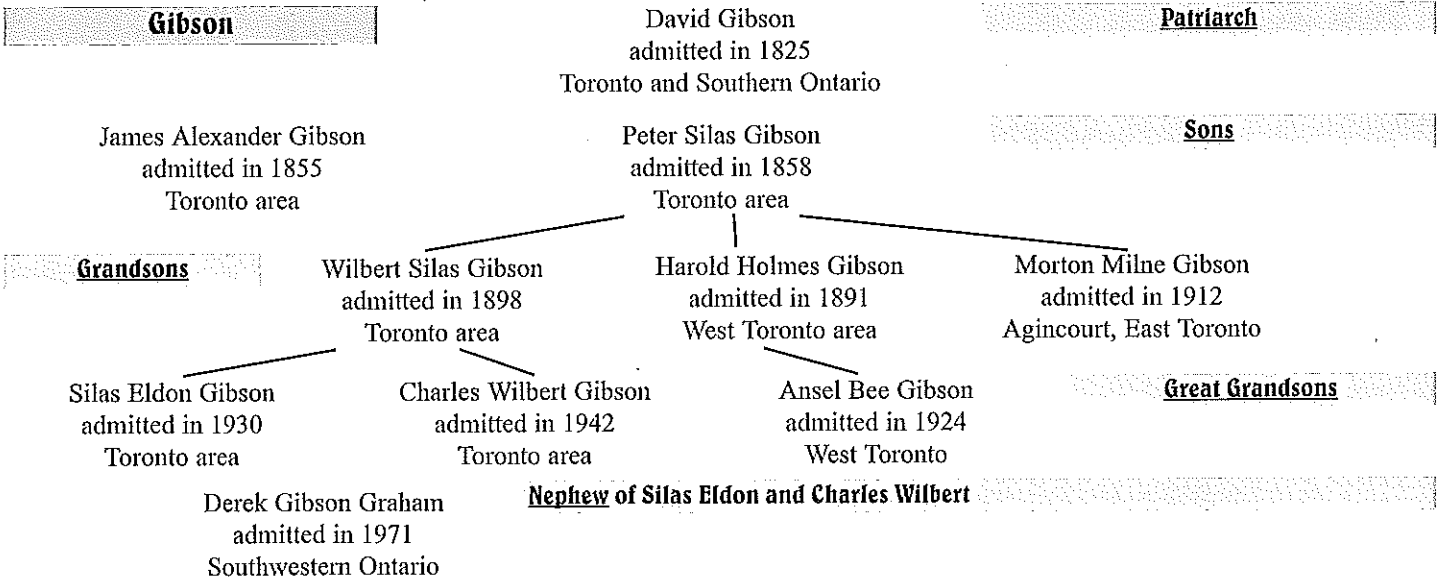 Gibson
David Gibson
admitted in 1825
Toronto and Southern Ontario
Patriarch
James Alexander Gibson
admitted in 1855
Toronto area
Peter Silas Gibson
admitted in 1858
Toronto area
Sons
Grandsons
Wilbert Silas Gibson
admitted in 1898
Toronto area
Harold Holmes Gibson
admitted in 1891
West Toronto area
Morton Milne Gibson
admitted in 1912
Agincourt, East Toronto
Silas Eldon Gibson
admitted in 1930
Toronto area
Charles Wilbert Gibson
admitted in 1942
Toronto area
Ansel Bee Gibson
admitted in 1924
West Toronto
Great Grandsons
Derek Gibson Graham
admitted in 1971
Southwestern Ontario
Nephew of Silas Eldon and Charles Wilbert